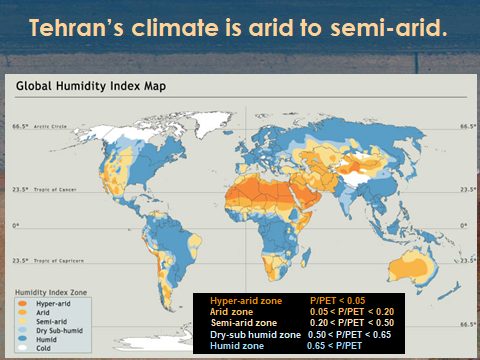 Tehran's climate is arid to semi-arid.
Global Humidity Index Map
66.5° Arctic Circle 66.5°
23.5° Tropic of Cancer 23.5°
0° 0°
23.5° Tropic of Capricorn 23.5°
Humidity Index Zone
Hyper-arid
Arid
Semi-arid
Dry Sub-humid
Humid
Cold
Hyper-arid zone P/PET < 0.05
Arid zone 0.05 < P/PET < 0.20
Semi-arid zone 0.20 < P/PET < 0.50
Dry-sub humid zone 0.50 < P/PET < 0.65
Humid zone 0.65 < P/PET